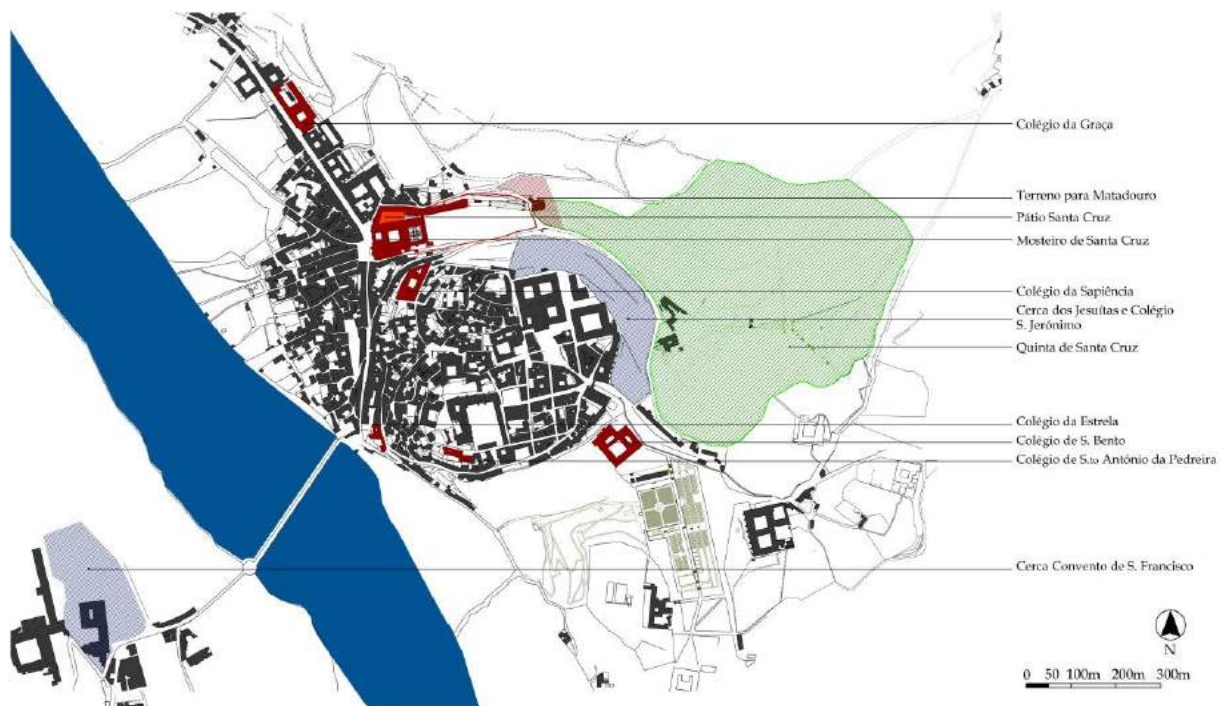 Colégio da Graça
Terreno para Matadouro
Pátio Santa Cruz
Mosteiro de Santa Cruz
Colégio da Sapiência
Cerca dos Jesuítas e Colégio
S. Jerónimo
Quinta de Santa Cruz
Colégio da Estrela
Colégio de S. Bento
Colégio de S.to António da Pedreira
Cerca Convento de S. Francisco
N
0 50 100m 200m 300m